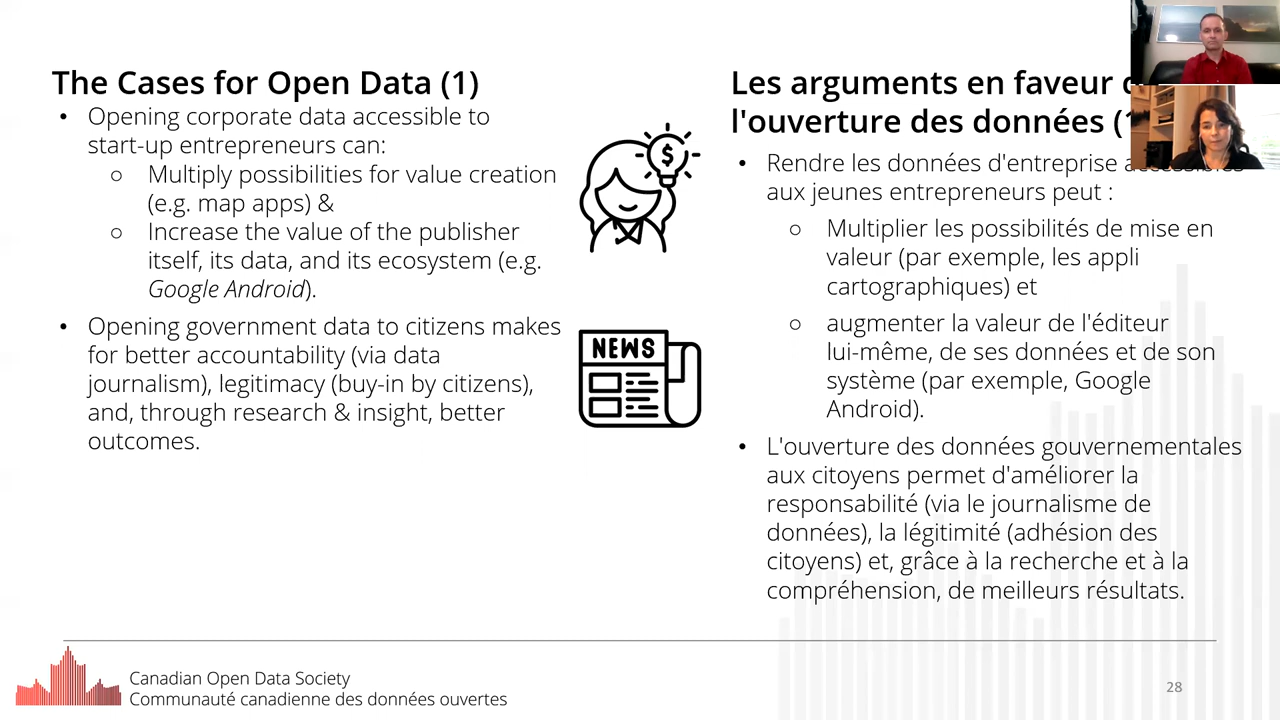 The Cases for Open Data (1)
• Opening corporate data accessible to
start-up entrepreneurs can:
○ Multiply possibilities for value creation
(e.g. map apps) &
○ Increase the value of the publisher
itself, its data, and its ecosystem (e.g.
Google Android).
• Opening government data to citizens makes
for better accountability (via data
journalism), legitimacy (buy-in by citizens),
and, through research & insight, better
outcomes.
NEWS
Les arguments en faveur
l'ouverture des données
• Rendre les données d'entreprise
aux jeunes entrepreneurs peut :
○ Multiplier les possibilités de mise en
valeur (par exemple, les appli
cartographiques) et
○ augmenter la valeur de l'éditeur
lui-même, de ses données et de son
système (par exemple, Google
Android).
• L'ouverture des données gouvernementales
aux citoyens permet d'améliorer la
responsabilité (via le journalisme de
données), la légitimité (adhésion des
citoyens) et, grâce à la recherche et à la
compréhension, de meilleurs résultats.
Canadian Open Data Society
Communauté canadienne des données ouvertes
28